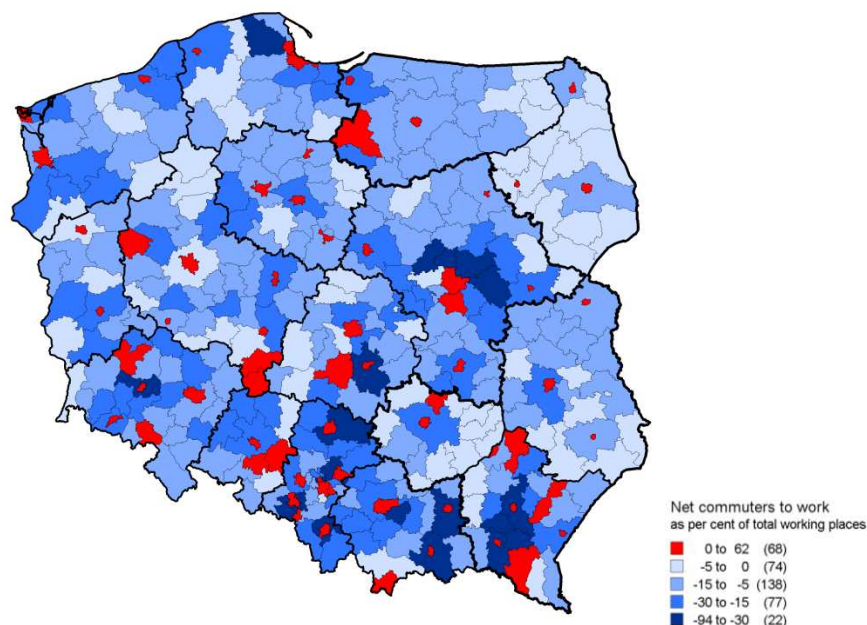 Net commuters to work
as per cent of total working places
0 to 62 (68)
-5 to 0 (74)
-15 to -5 (138)
-30 to -15 (77)
-94 to -30 (22)